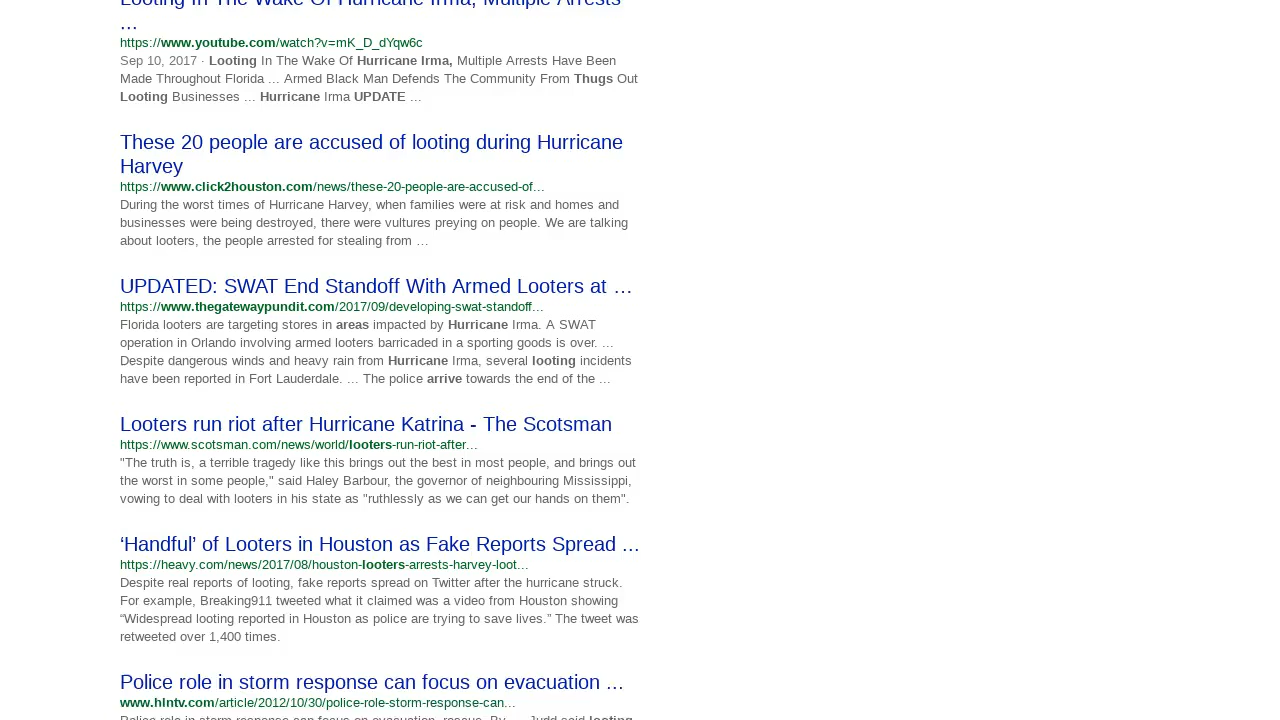 Looting In The Wake Of Hurricane Irma, Multiple Arrests
...
https://www.youtube.com/watch?v=mK_D_dYqw6c
Sep 10, 2017 · Looting In The Wake Of Hurricane Irma, Multiple Arrests Have Been
Made Throughout Florida ... Armed Black Man Defends The Community From Thugs Out
Looting Businesses ... Hurricane Irma UPDATE ...
These 20 people are accused of looting during Hurricane
Harvey
https://www.click2houston.com/news/these-20-people-are-accused-of...
During the worst times of Hurricane Harvey, when families were at risk and homes and
businesses were being destroyed, there were vultures preying on people. We are talking
about looters, the people arrested for stealing from …
UPDATED: SWAT End Standoff With Armed Looters at …
https://www.thegatewaypundit.com/2017/09/developing-swat-standoff...
Florida looters are targeting stores in areas impacted by Hurricane Irma. A SWAT
operation in Orlando involving armed looters barricaded in a sporting goods is over. ...
Despite dangerous winds and heavy rain from Hurricane Irma, several looting incidents
have been reported in Fort Lauderdale. ... The police arrive towards the end of the ...
Looters run riot after Hurricane Katrina - The Scotsman
https://www.scotsman.com/news/world/looters-run-riot-after...
"The truth is, a terrible tragedy like this brings out the best in most people, and brings out
the worst in some people," said Haley Barbour, the governor of neighbouring Mississippi,
vowing to deal with looters in his state as "ruthlessly as we can get our hands on them".
‘Handful’ of Looters in Houston as Fake Reports Spread ...
https://heavy.com/news/2017/08/houston-looters-arrests-harvey-loot...
Despite real reports of looting, fake reports spread on Twitter after the hurricane struck.
For example, Breaking911 tweeted what it claimed was a video from Houston showing
“Widespread looting reported in Houston as police are trying to save lives.” The tweet was
retweeted over 1,400 times.
Police role in storm response can focus on evacuation ...
www.hlntv.com/article/2012/10/30/police-role-storm-response-can...
Police role in storm response can focus on evacuation, rescue. By ... Judd said looting